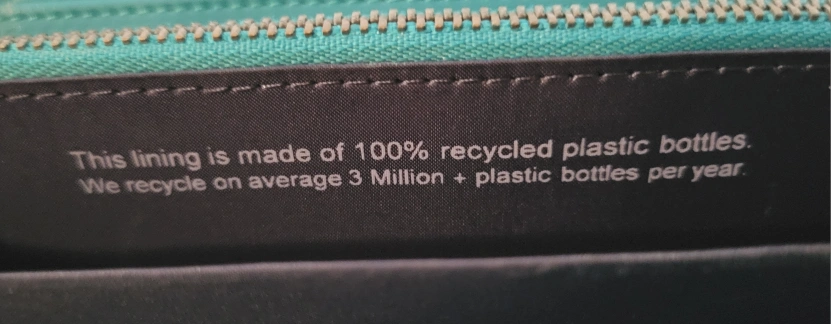 This lining is made of 100% recycled plastic bottles.
We recycle on average 3 Million + plastic bottles per year.